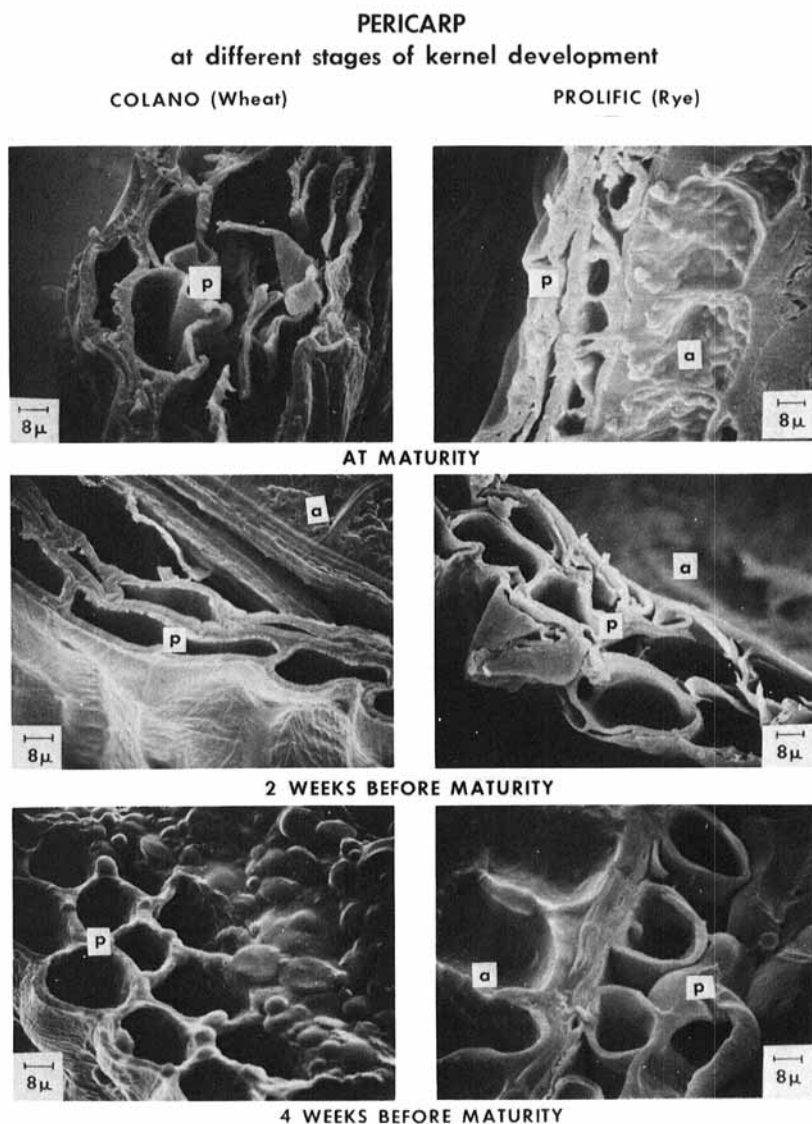 PERICARP
at different stages of kernel development
COLANO (Wheat)
PROLIFIC (Rye)
p
8μ
p
a
8μ
AT MATURITY
a
p
8μ
a
p
8μ
2 WEEKS BEFORE MATURITY
p
8μ
a
p
8μ
4 WEEKS BEFORE MATURITY